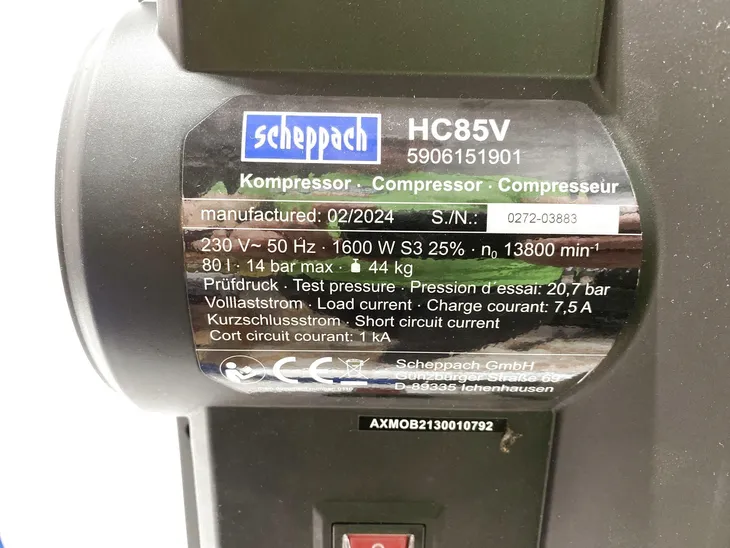 scheppach
HC85V
5906151901
Kompressor · Compressor · Compresseur
manufactured: 02/2024 S./N.: 0272-03883
230 V~ 50 Hz · 1600 W S3 25% · n₀ 13800 min⁻¹
80 l · 14 bar max · 44 kg
Prüfdruck · Test pressure · Pression d´essai: 20,7 bar
Volllaststrom · Load current · Charge courant: 7,5 A
Kurzschlussstrom · Short circuit current
Cort circuit courant: 1 kA
CE
Scheppach GmbH
Günzburger Straße 69
D-89335 Ichenhausen
AXMOB2130010792